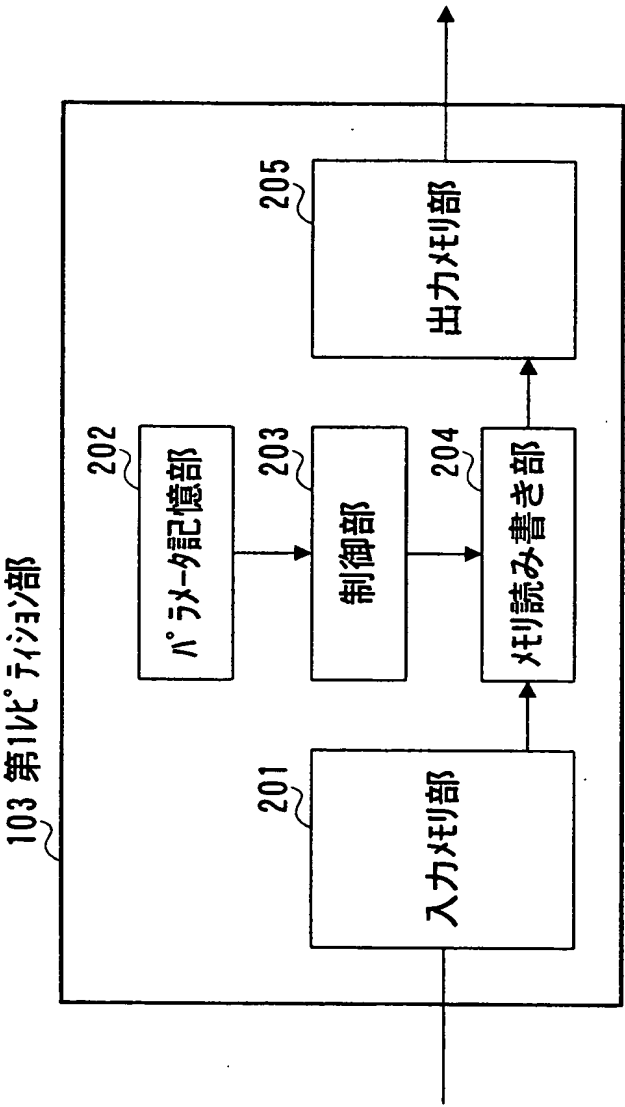 103 第1レピティション部
201
入力メモリ部
202
パラメータ記憶部
203
制御部
204
メモリ読み書き部
205
出力メモリ部